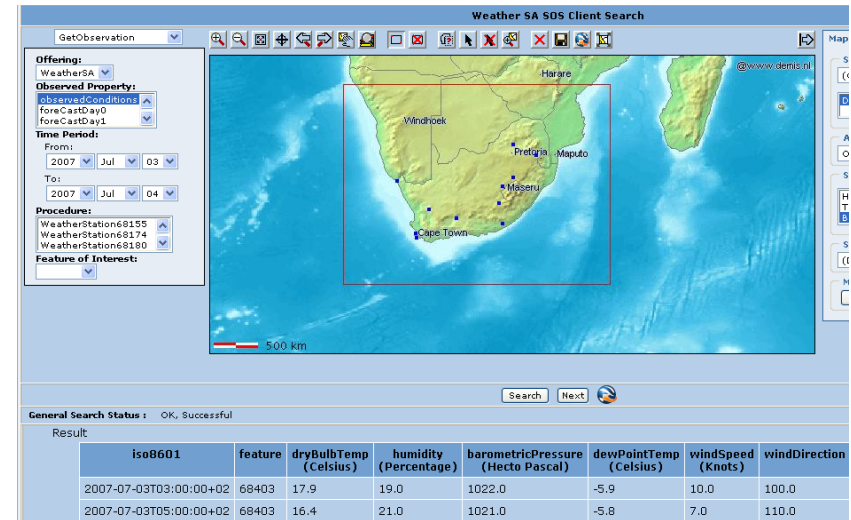 Weather SA SOS Client Search
GetObservation
Offering:
WeatherSA
Observed Property:
observedConditions
foreCastDay0
foreCastDay1
Time Period:
From:
2007 Jul 03
To:
2007 Jul 04
Procedure:
WeatherStation68155
WeatherStation68174
WeatherStation68180
Feature of Interest:
@www.demis.nl
Harare
Windhoek
Pretoria Maputo
Maseru
Cape Town
500 km
Map
Search Next
General Search Status : OK, Successful
Result
iso8601 feature dryBulbTemp (Celsius) humidity (Percentage) barometricPressure (Hecto Pascal) dewPointTemp (Celsius) windSpeed (Knots) windDirection
2007-07-03T03:00:00+02 68403 17.9 19.0 1022.0 -5.9 10.0 100.0
2007-07-03T05:00:00+02 68403 16.4 21.0 1021.0 -5.8 7.0 110.0